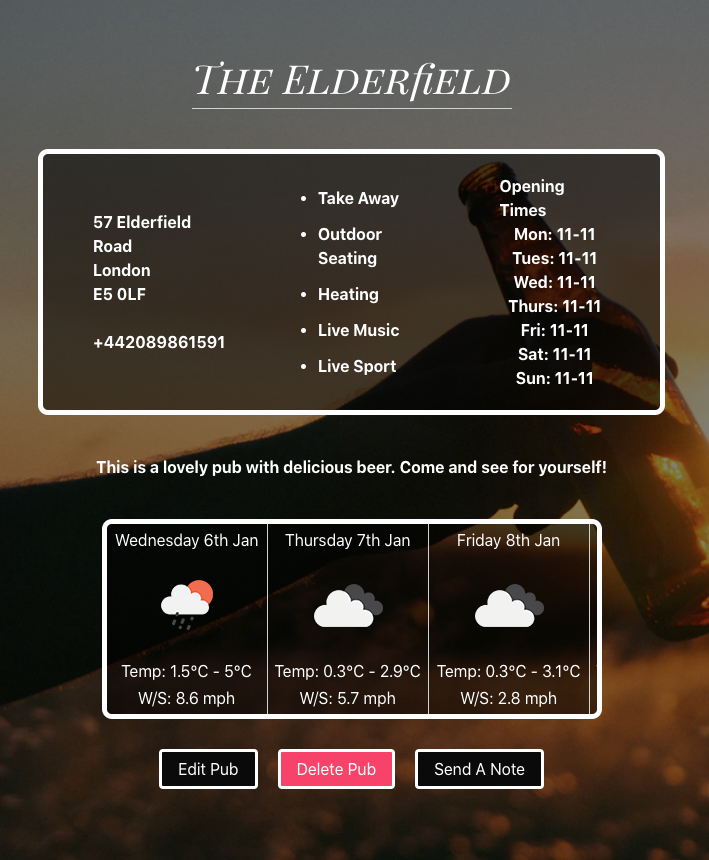 The Elderfield
57 Elderfield
Road
London
E5 0LF
+442089861591
Take Away
Outdoor
Seating
Heating
Live Music
Live Sport
Opening
Times
Mon: 11-11
Tues: 11-11
Wed: 11-11
Thurs: 11-11
Fri: 11-11
Sat: 11-11
Sun: 11-11
This is a lovely pub with delicious beer. Come and see for yourself!
Wednesday 6th Jan
Temp: 1.5°C - 5°C
W/S: 8.6 mph
Thursday 7th Jan
Temp: 0.3°C - 2.9°C
W/S: 5.7 mph
Friday 8th Jan
Temp: 0.3°C - 3.1°C
W/S: 2.8 mph
Edit Pub
Delete Pub
Send A Note